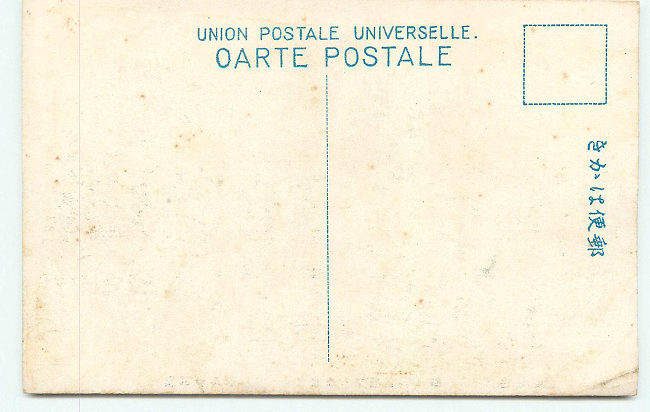 UNION POSTALE UNIVERSELLE.
OARTE POSTALE
きかは便郵